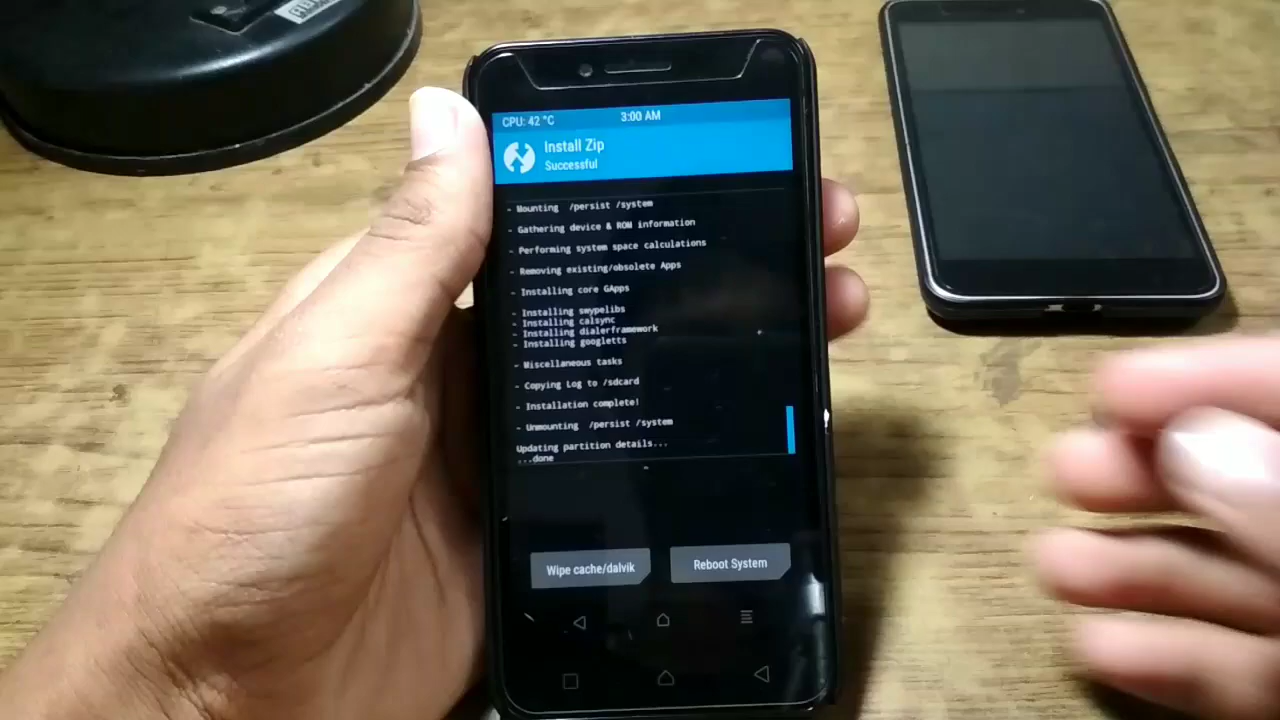 CPU: 42 °C 3:00 AM
Install Zip
Successful
- Mounting /persist /system
- Gathering device & ROM information
- Performing system space calculations
- Removing existing/obsolete Apps
- Installing core GApps
- Installing swypelibs
- Installing calsync
- Installing dialerframework
- Installing googletts
- Miscellaneous tasks
- Copying Log to /sdcard
- Installation complete!
- Unmounting /persist /system
Updating partition details...
...done
Wipe cache/dalvik Reboot System